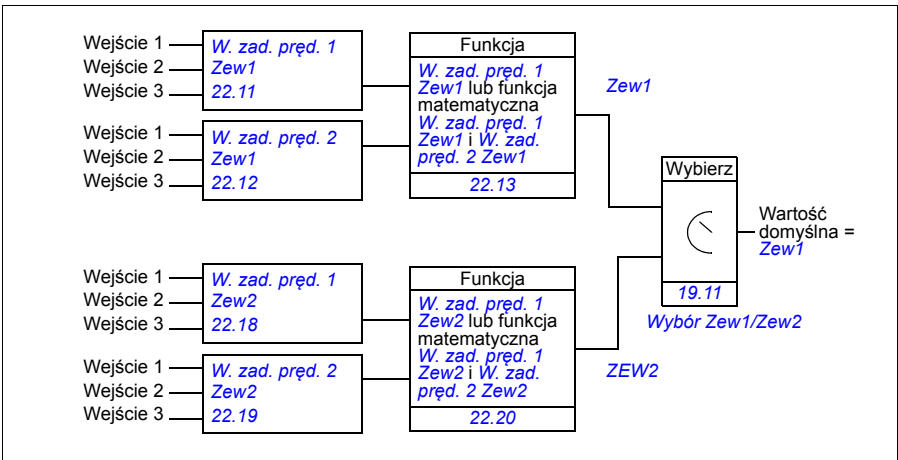 Wejście 1
Wejście 2
Wejście 3
W. zad. pręd. 1
Zew1
22.11
Wejście 1
Wejście 2
Wejście 3
W. zad. pręd. 2
Zew1
22.12
Funkcja
W. zad. pręd. 1
Zew1 lub funkcja
matematyczna
W. zad. pręd. 1
Zew1 i W. zad.
pręd. 2 Zew1
22.13
Zew1
Wejście 1
Wejście 2
Wejście 3
W. zad. pręd. 1
Zew2
22.18
Wejście 1
Wejście 2
Wejście 3
W. zad. pręd. 2
Zew2
22.19
Funkcja
W. zad. pręd. 1
Zew2 lub funkcja
matematyczna
W. zad. pręd. 1
Zew2 i W. zad.
pręd. 2 Zew2
22.20
ZEW2
Wybierz
19.11
Wybór Zew1/Zew2
Wartość
domyślna =
Zew1